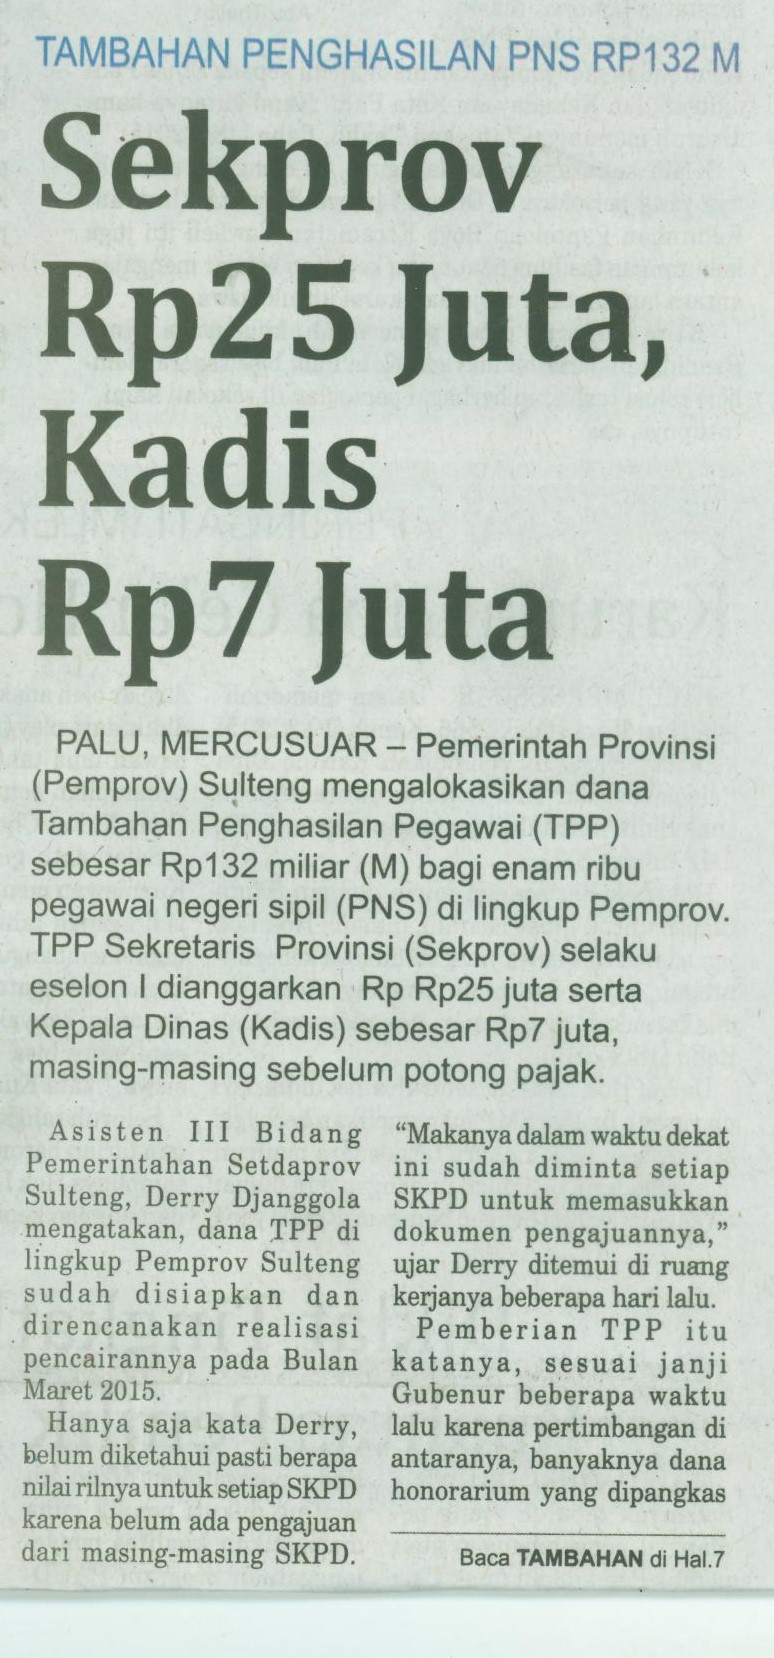 TAMBAHAN PENGHASILAN PNS RP132 M
Sekprov
Rp25 Juta,
Kadis
Rp7 Juta
PALU, MERCUSUAR – Pemerintah Provinsi
(Pemprov) Sulteng mengalokasikan dana
Tambahan Penghasilan Pegawai (TPP)
sebesar Rp132 miliar (M) bagi enam ribu
pegawai negeri sipil (PNS) di lingkup Pemprov.
TPP Sekretaris Provinsi (Sekprov) selaku
eselon I dianggarkan Rp Rp25 juta serta
Kepala Dinas (Kadis) sebesar Rp7 juta,
masing-masing sebelum potong pajak.
Asisten III Bidang
Pemerintahan Setdaprov
Sulteng, Derry Djanggola
mengatakan, dana TPP di
lingkup Pemprov Sulteng
sudah disiapkan dan
direncanakan realisasi
pencairannya pada Bulan
Maret 2015.
Hanya saja kata Derry,
belum diketahui pasti berapa
nilai rilnya untuk setiap SKPD
karena belum ada pengajuan
dari masing-masing SKPD.
“Makanya dalam waktu dekat
ini sudah diminta setiap
SKPD untuk memasukkan
dokumen pengajuannya,”
ujar Derry ditemui di ruang
kerjanya beberapa hari lalu.
Pemberian TPP itu
katanya, sesuai janji
Gubenur beberapa waktu
lalu karena pertimbangan di
antaranya, banyaknya dana
honorarium yang dipangkas
Baca TAMBAHAN di Hal.7